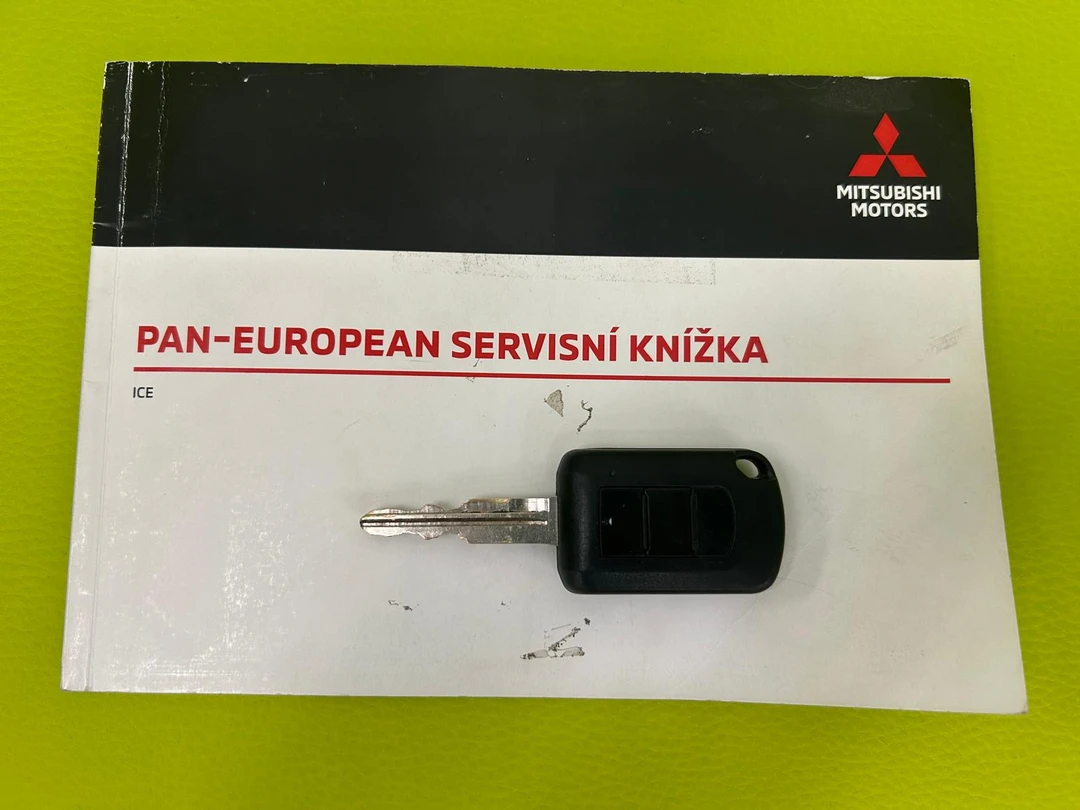 MITSUBISHI
MOTORS
PAN-EUROPEAN SERVISNÍ KNÍŽKA
ICE